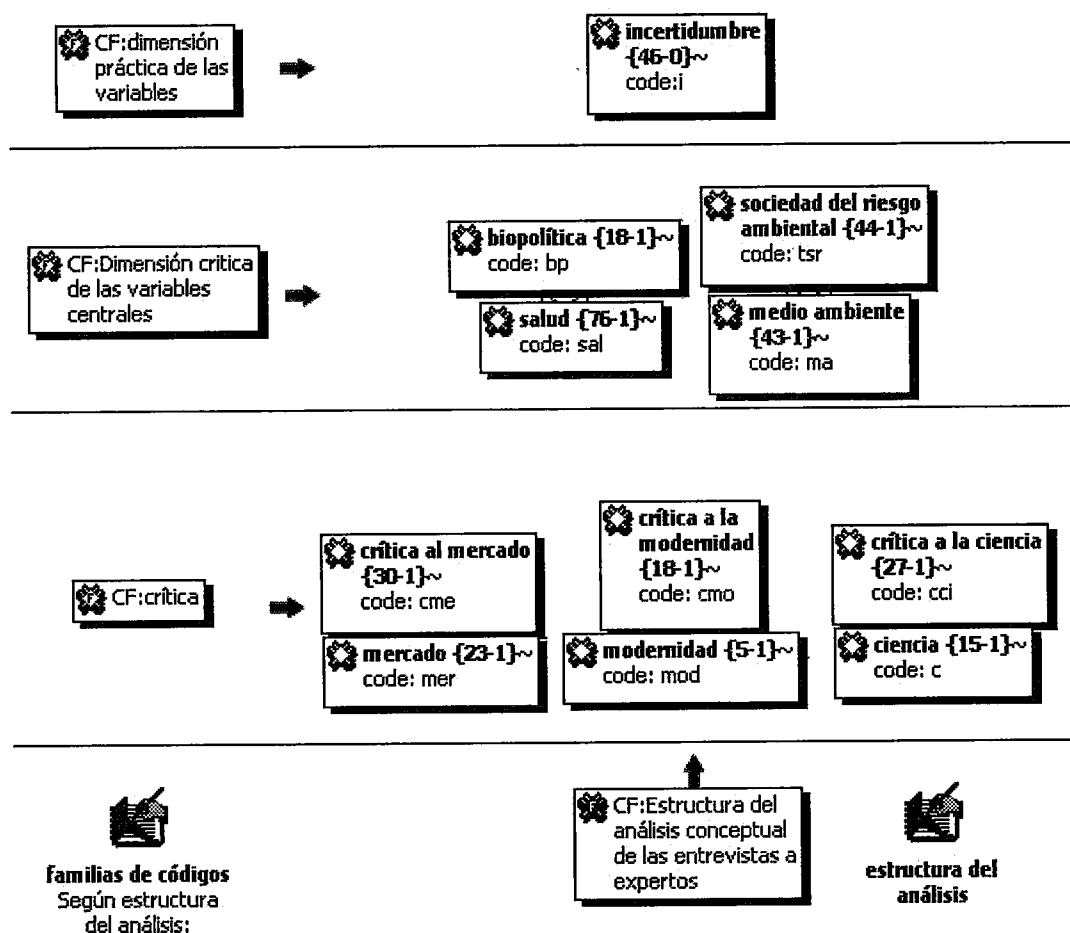 CF:dimensión
práctica de las
variables
incertidumbre
{46-0}~
code:i
CF:Dimensión critica
de las variables
centrales
biopolítica {18-1}~
code: bp
sociedad del riesgo
ambiental {44-1}~
code: tsr
salud {76-1}~
code: sal
medio ambiente
{43-1}~
code: ma
CF:crítica
crítica al mercado
{30-1}~
code: cme
crítica a la
modernidad
{18-1}~
code: cmo
crítica a la ciencia
{27-1}~
code: cci
mercado {23-1}~
code: mer
modernidad {5-1}~
code: mod
ciencia {15-1}~
code: c
familias de códigos
Según estructura
del análisis:
CF:Estructura del
análisis conceptual
de las entrevistas a
expertos
estructura del
análisis